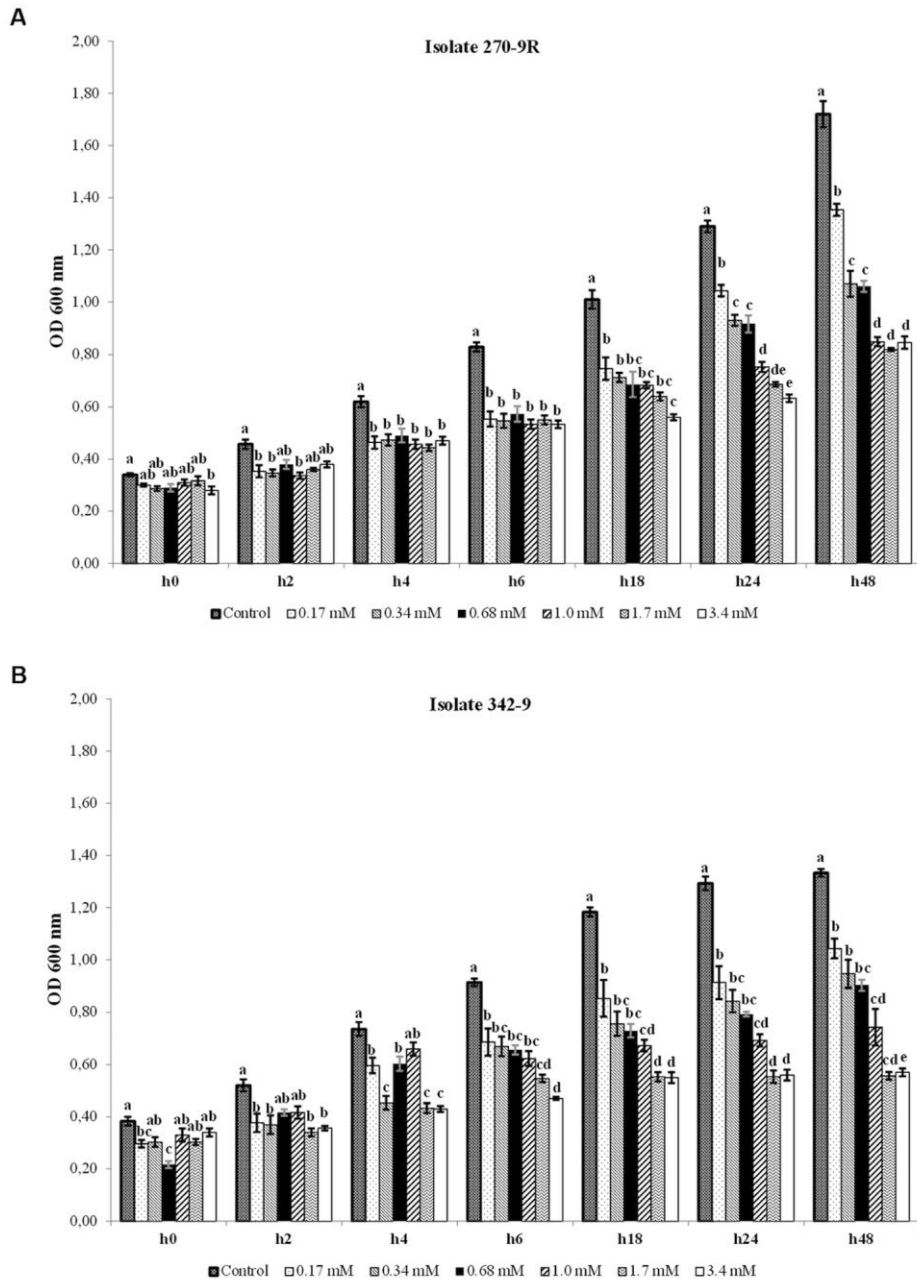 A
Isolate 270-9R
OD 600 nm
2,00
1,80
1,60
1,40
1,20
1,00
0,80
0,60
0,40
0,20
0,00
a ab ab ab ab ab b
a b b ab b ab ab
a b b b b b b
a b b b b b b
a b b bc bc bc c
a b c c d de e
a b c c d d d
h0 h2 h4 h6 h18 h24 h48
Control 0.17 mM 0.34 mM 0.68 mM 1.0 mM 1.7 mM 3.4 mM
B
Isolate 342-9
OD 600 nm
2,00
1,80
1,60
1,40
1,20
1,00
0,80
0,60
0,40
0,20
0,00
a bc ab c ab ab ab
a b b ab ab b b
a b c b ab c c
a b bc bc bc cd d
a b bc bc cd d d
a b bc bc cd d d
a b b bc cd cd e
h0 h2 h4 h6 h18 h24 h48
Control 0.17 mM 0.34 mM 0.68 mM 1.0 mM 1.7 mM 3.4 mM